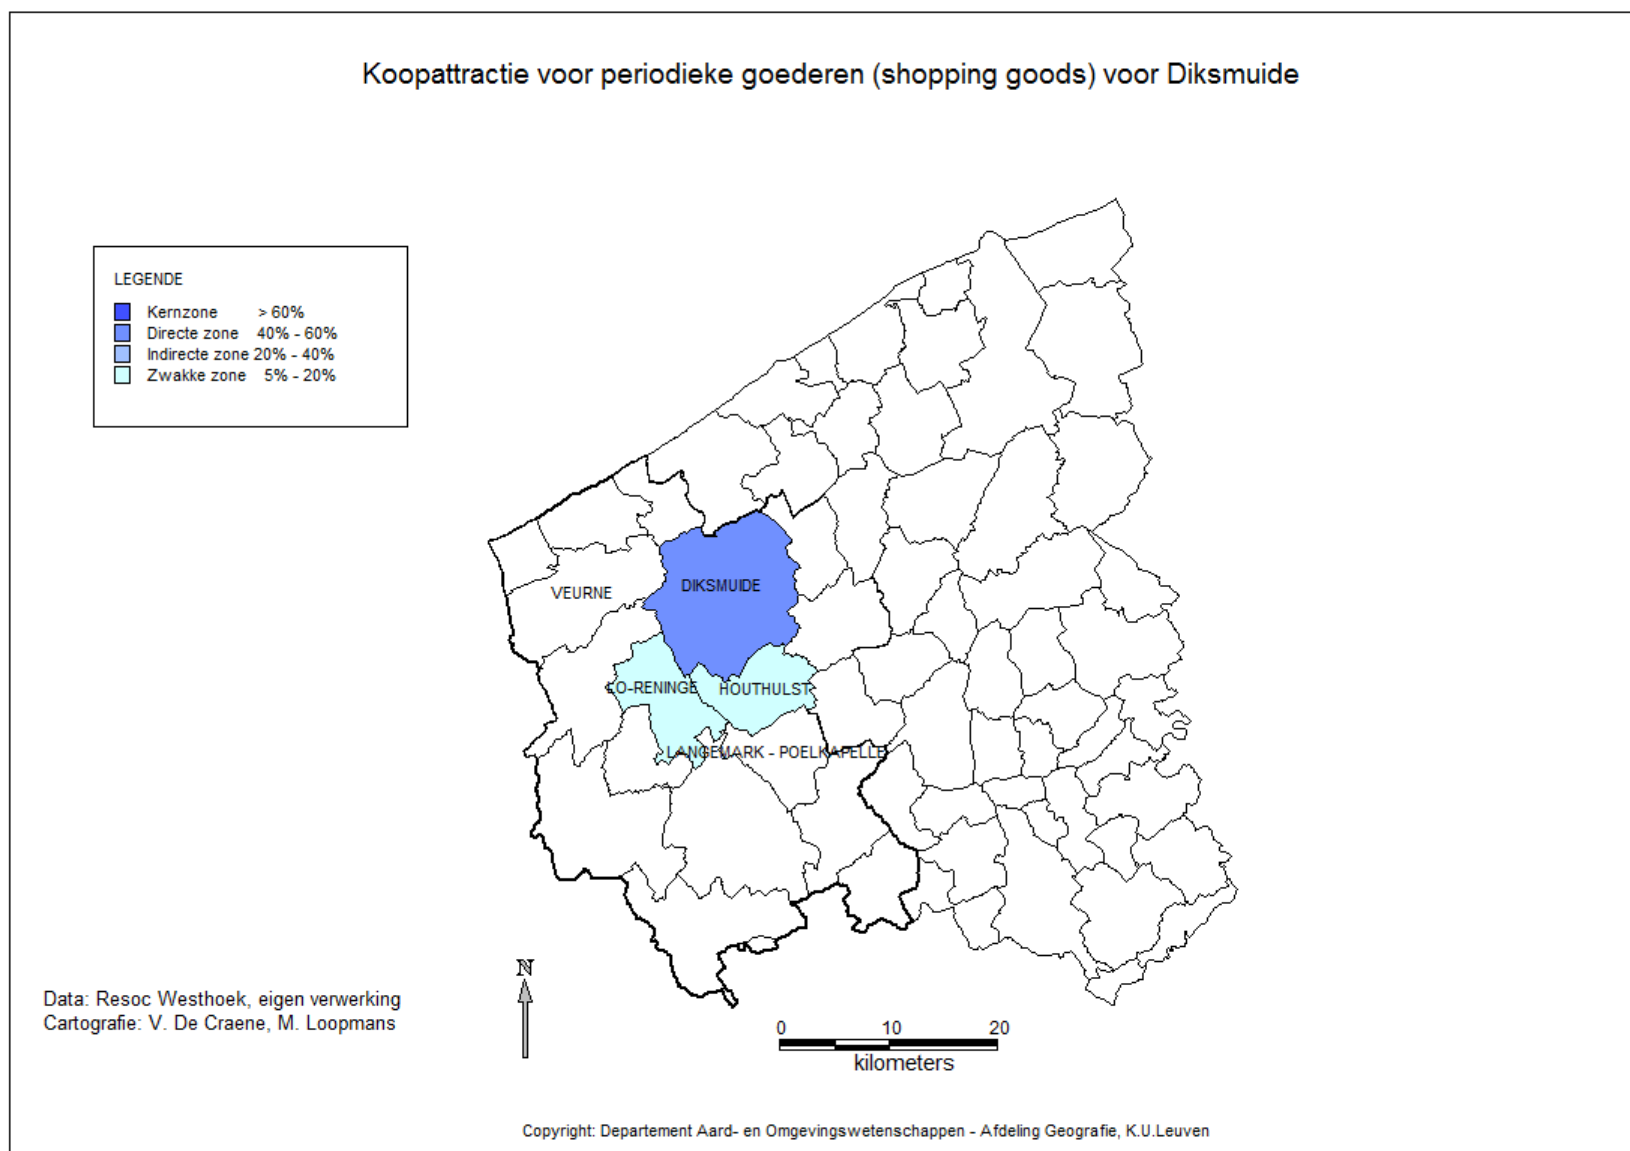 Koopattractie voor periodieke goederen (shopping goods) voor Diksmuide
LEGENDE
Kernzone > 60%
Directe zone 40% - 60%
Indirecte zone 20% - 40%
Zwakke zone 5% - 20%
DIKSMUIDE
VEURNE
LO-RENINGE
HOUTHULST
LANGEMARK - POELKAPELLE
N
Data: Resoc Westhoek, eigen verwerking
Cartografie: V. De Craene, M. Loopmans
0 10 20
kilometers
Copyright: Departement Aard- en Omgevingswetenschappen - Afdeling Geografie, K.U.Leuven